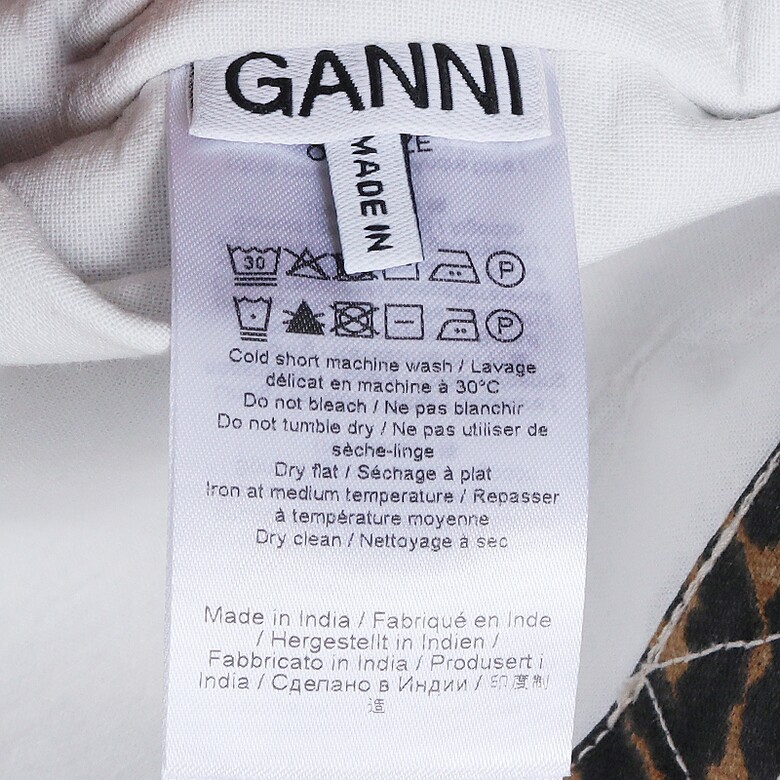 GANNI
MADE IN
30
P
P
Cold short machine wash / Lavage
délicat en machine à 30°C
Do not bleach / Ne pas blanchir
Do not tumble dry / Ne pas utiliser de
sèche-linge
Dry flat / Séchage à plat
Iron at medium temperature / Repasser
à température moyenne
Dry clean / Nettoyage à sec
Made in India / Fabriqué en Inde
/ Hergestellt in Indien /
Fabbricato in India / Produsert i
India / Сделано в Индии / 印度制
造